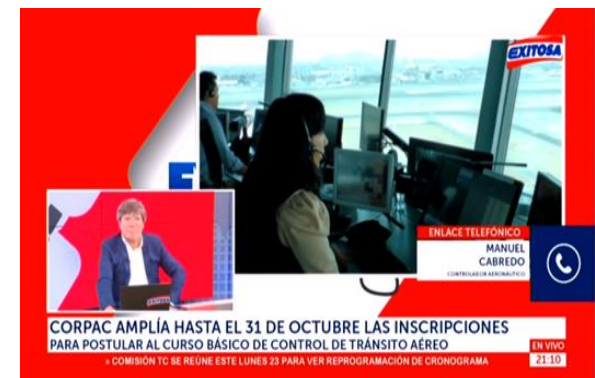 EXITOSA
ENLACE TELEFÓNICO
MANUEL
CABREDO
CONTROLADOR AERONÁUTICO
EXITOSA
CORPAC AMPLÍA HASTA EL 31 DE OCTUBRE LAS INSCRIPCIONES
PARA POSTULAR AL CURSO BÁSICO DE CONTROL DE TRÁNSITO AÉREO
EN VIVO
» COMISIÓN TC SE REÚNE ESTE LUNES 23 PARA VER REPROGRAMACIÓN DE CRONOGRAMA
21:10